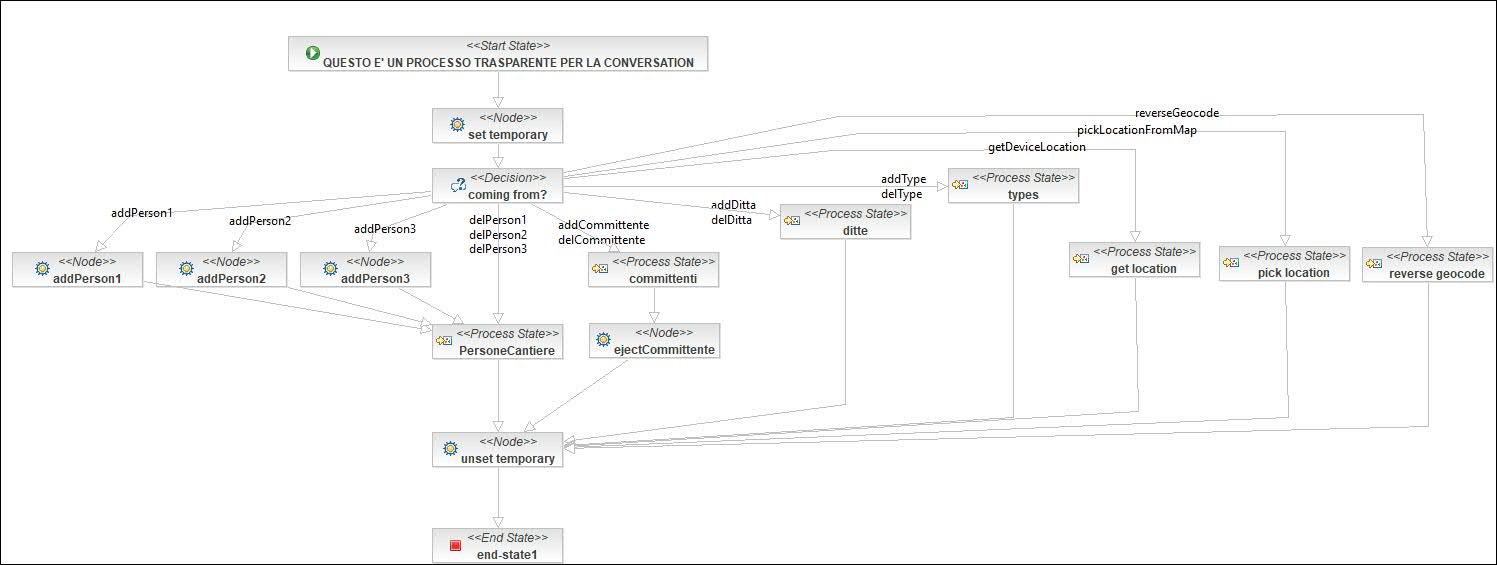 <<Start State>>
QUESTO E' UN PROCESSO TRASPARENTE PER LA CONVERSATION
<<Node>>
set temporary
reverseGeocode
pickLocationFromMap
getDeviceLocation
<<Decision>>
coming from?
addType
delType
<<Process State>>
types
addPerson1
addPerson2
addPerson3
delPerson1
delPerson2
delPerson3
addCommittente
delCommittente
addDitta
delDitta
<<Process State>>
ditte
<<Node>>
addPerson1
<<Node>>
addPerson2
<<Node>>
addPerson3
<<Process State>>
committenti
<<Process State>>
get location
<<Process State>>
pick location
<<Process State>>
reverse geocode
<<Process State>>
PersoneCantiere
<<Node>>
ejectCommittente
<<Node>>
unset temporary
<<End State>>
end-state1